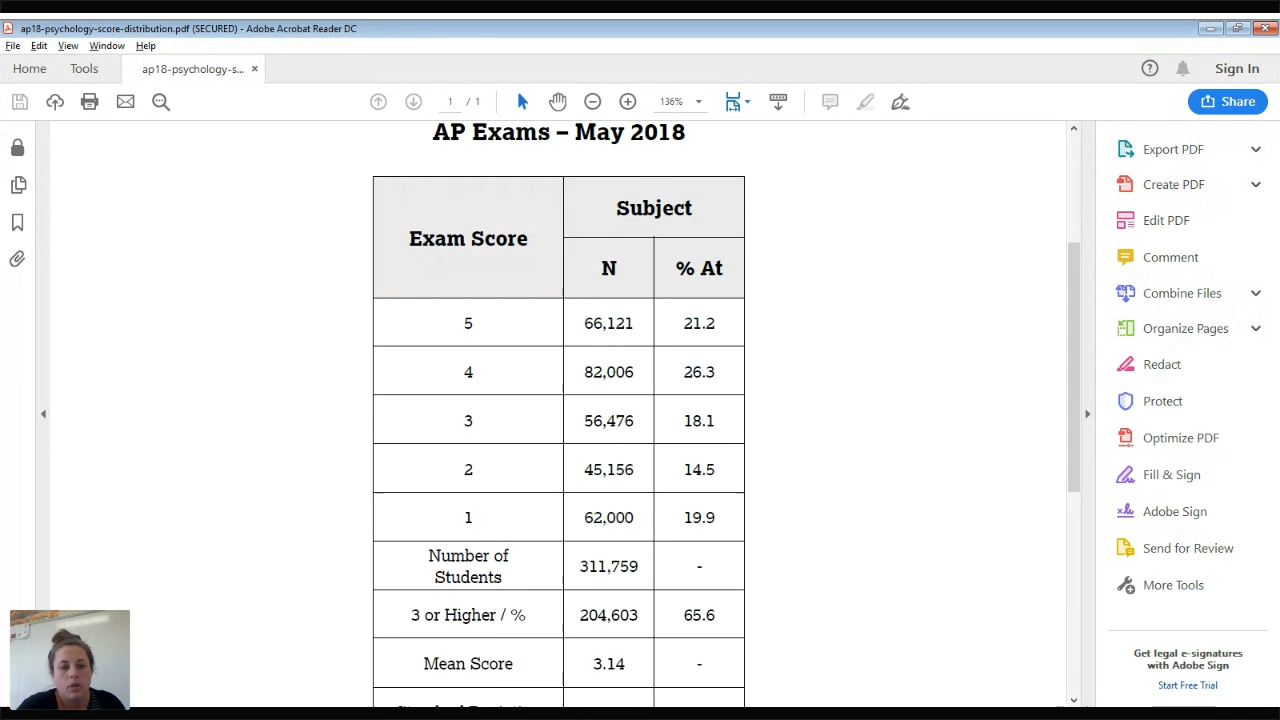 ap18-psychology-score-distribution.pdf (SECURED) - Adobe Acrobat Reader DC
File Edit View Window Help
Home Tools ap18-psychology-s... × Sign In
1 / 1 136% Share
AP Exams – May 2018
Exam Score Subject
N % At
5 66,121 21.2
4 82,006 26.3
3 56,476 18.1
2 45,156 14.5
1 62,000 19.9
Number of
Students 311,759 -
3 or Higher / % 204,603 65.6
Mean Score 3.14 -
Export PDF
Create PDF
Edit PDF
Comment
Combine Files
Organize Pages
Redact
Protect
Optimize PDF
Fill & Sign
Adobe Sign
Send for Review
More Tools
Get legal e-signatures
with Adobe Sign
Start Free Trial